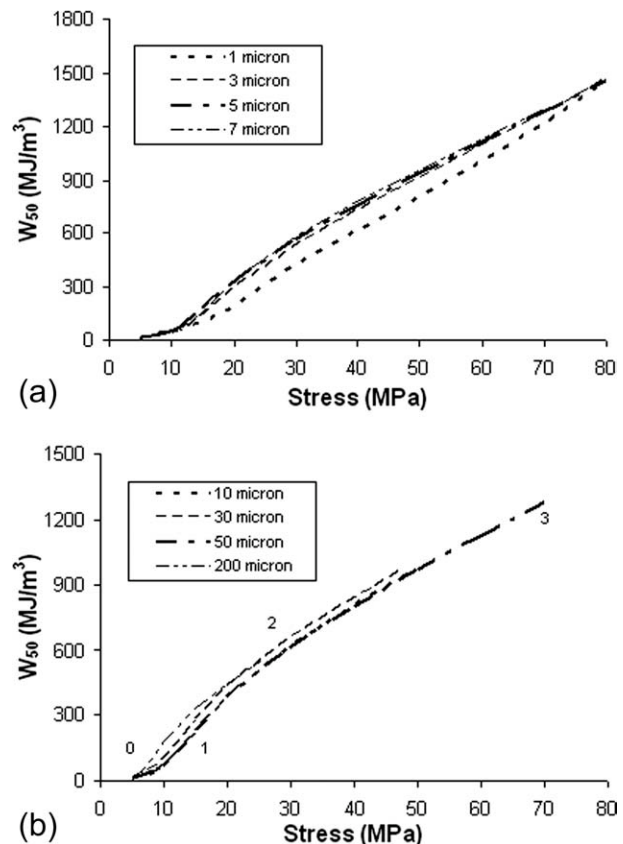 1800
1500
1200
900
600
300
0
W₅₀ (MJ/m³)
1 micron
3 micron
5 micron
7 micron
0 10 20 30 40 50 60 70 80
Stress (MPa)
(a)
1500
1200
900
600
300
0
W₅₀ (MJ/m³)
10 micron
30 micron
50 micron
200 micron
3
2
0
1
0 10 20 30 40 50 60 70 80
Stress (MPa)
(b)